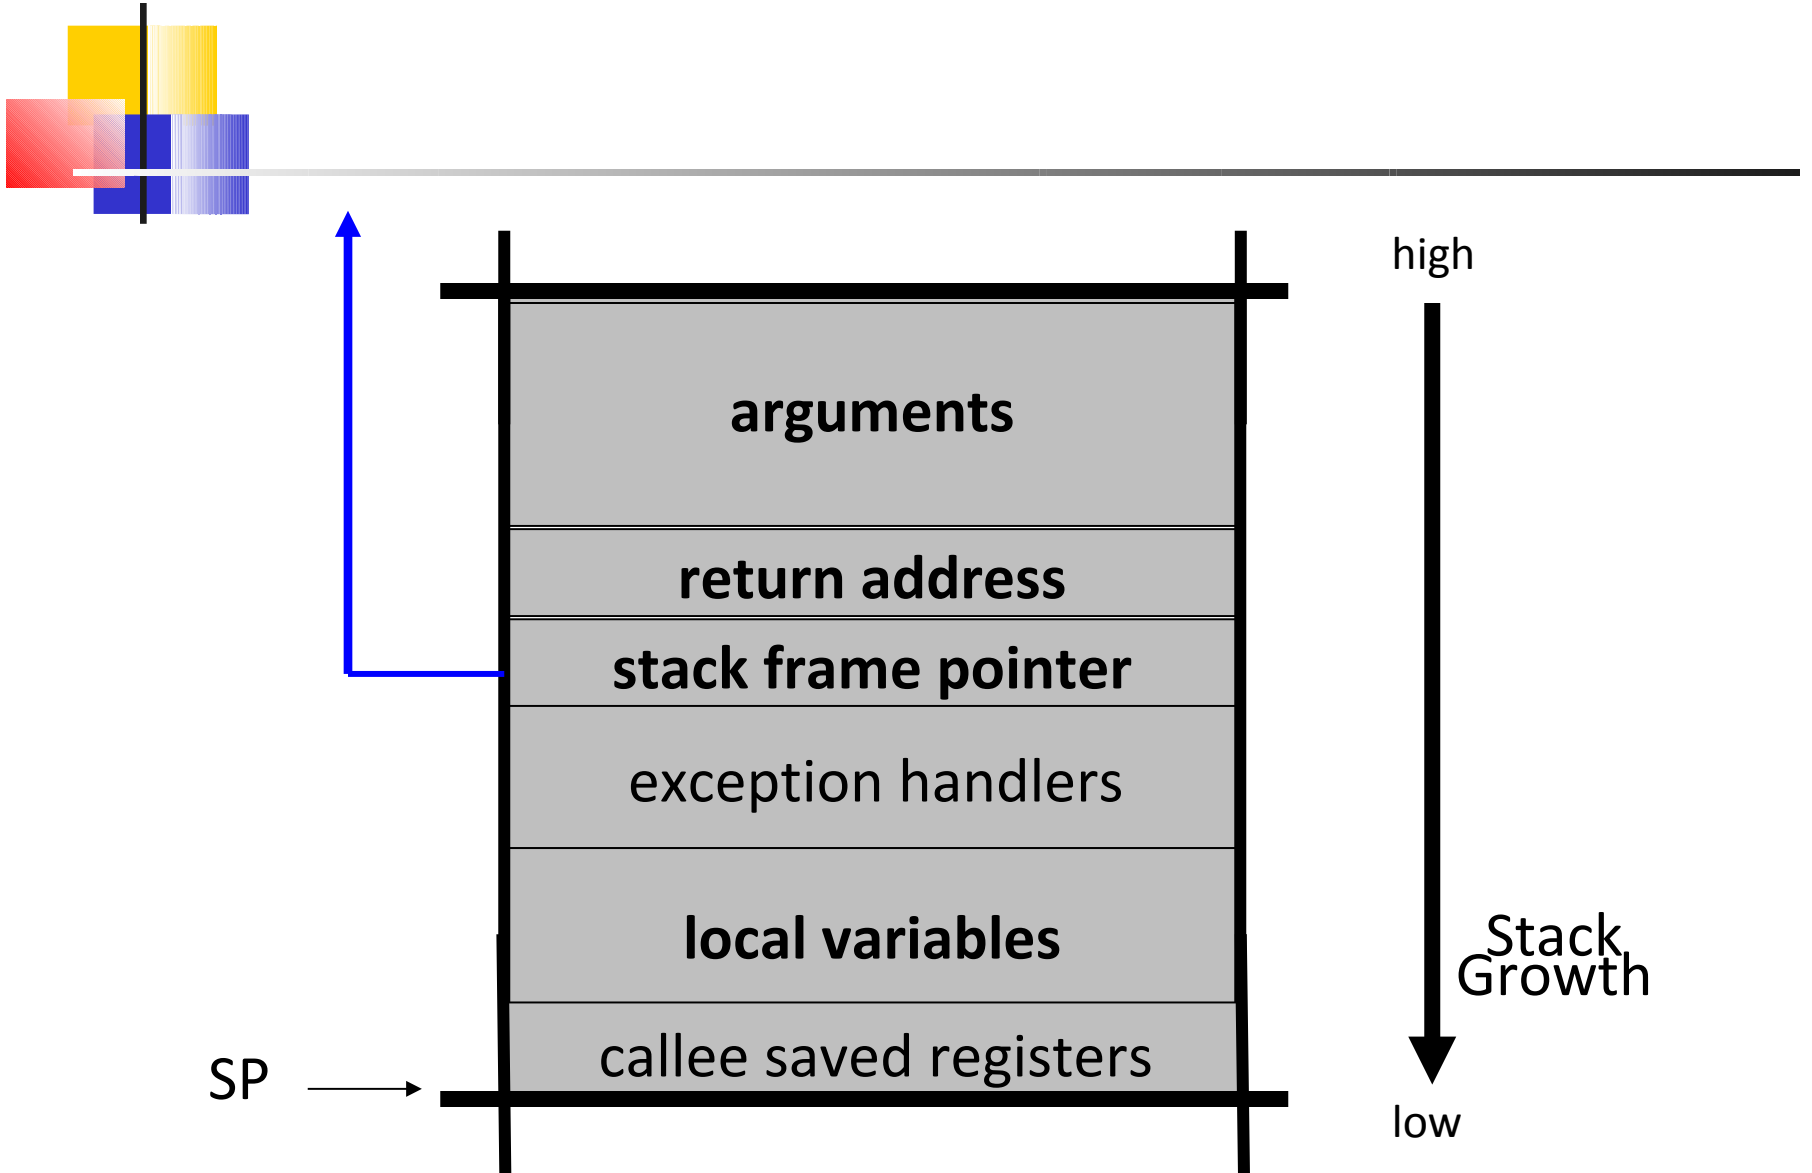 high
arguments
return address
stack frame pointer
exception handlers
local variables
Stack
Growth
callee saved registers
SP
low